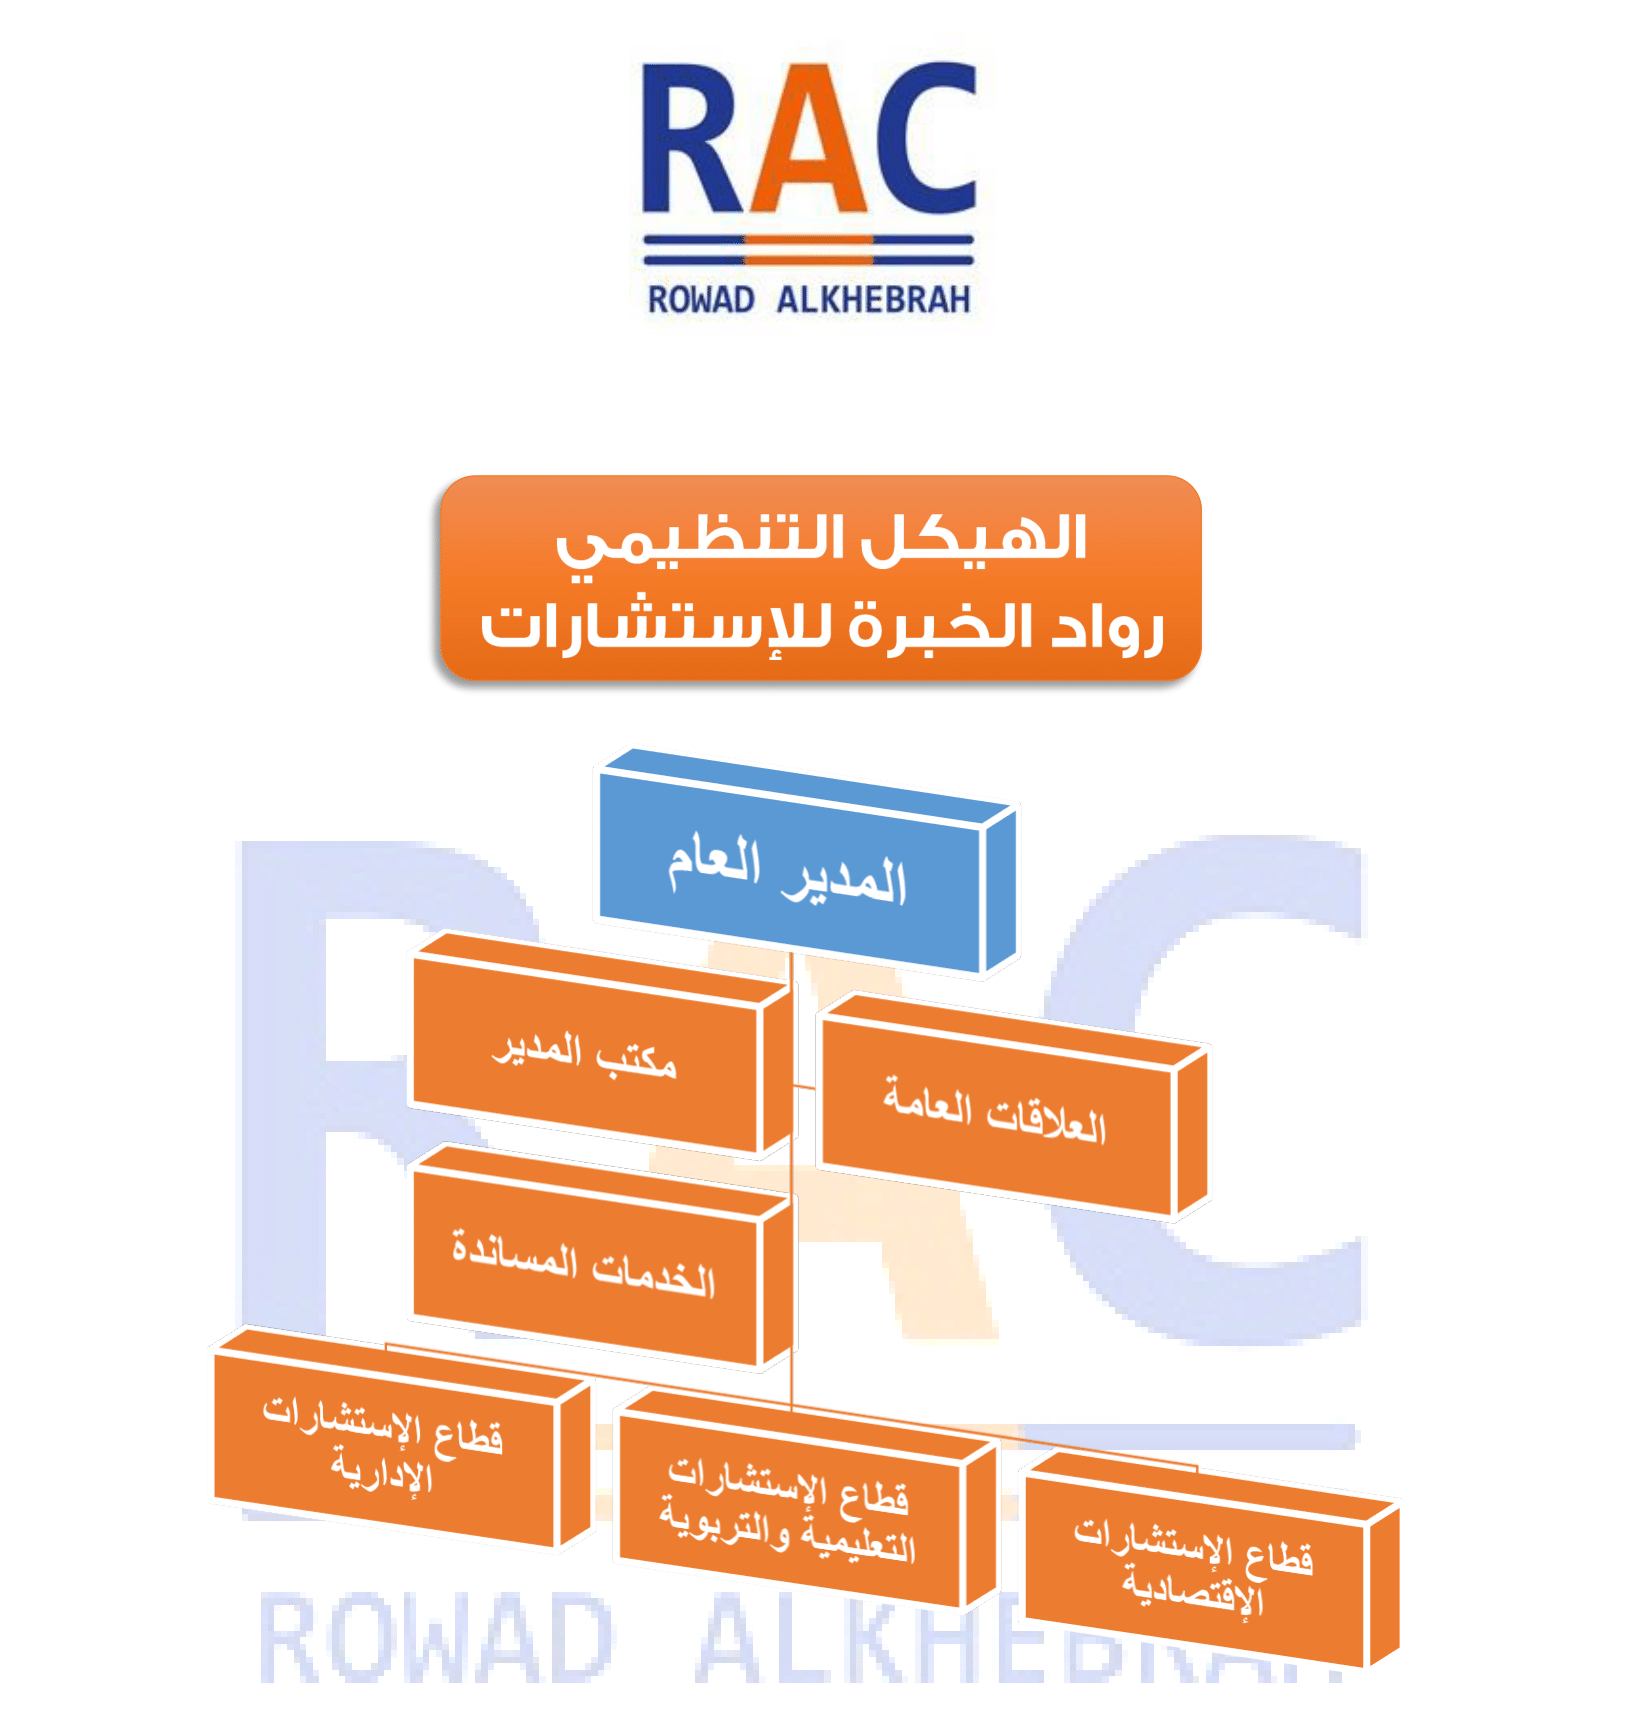 RAC
ROWAD ALKHEBRAH
الهيكل التنظيمي
رواد الخبرة للإستشارات
المدير العام
العلاقات العامة
مكتب المدير
الخدمات المساندة
قطاع الإستشارات
الإقتصادية
قطاع الإستشارات
التعليمية والتربوية
قطاع الإستشارات
الإدارية
RAC
ROWAD ALKHEBRAH